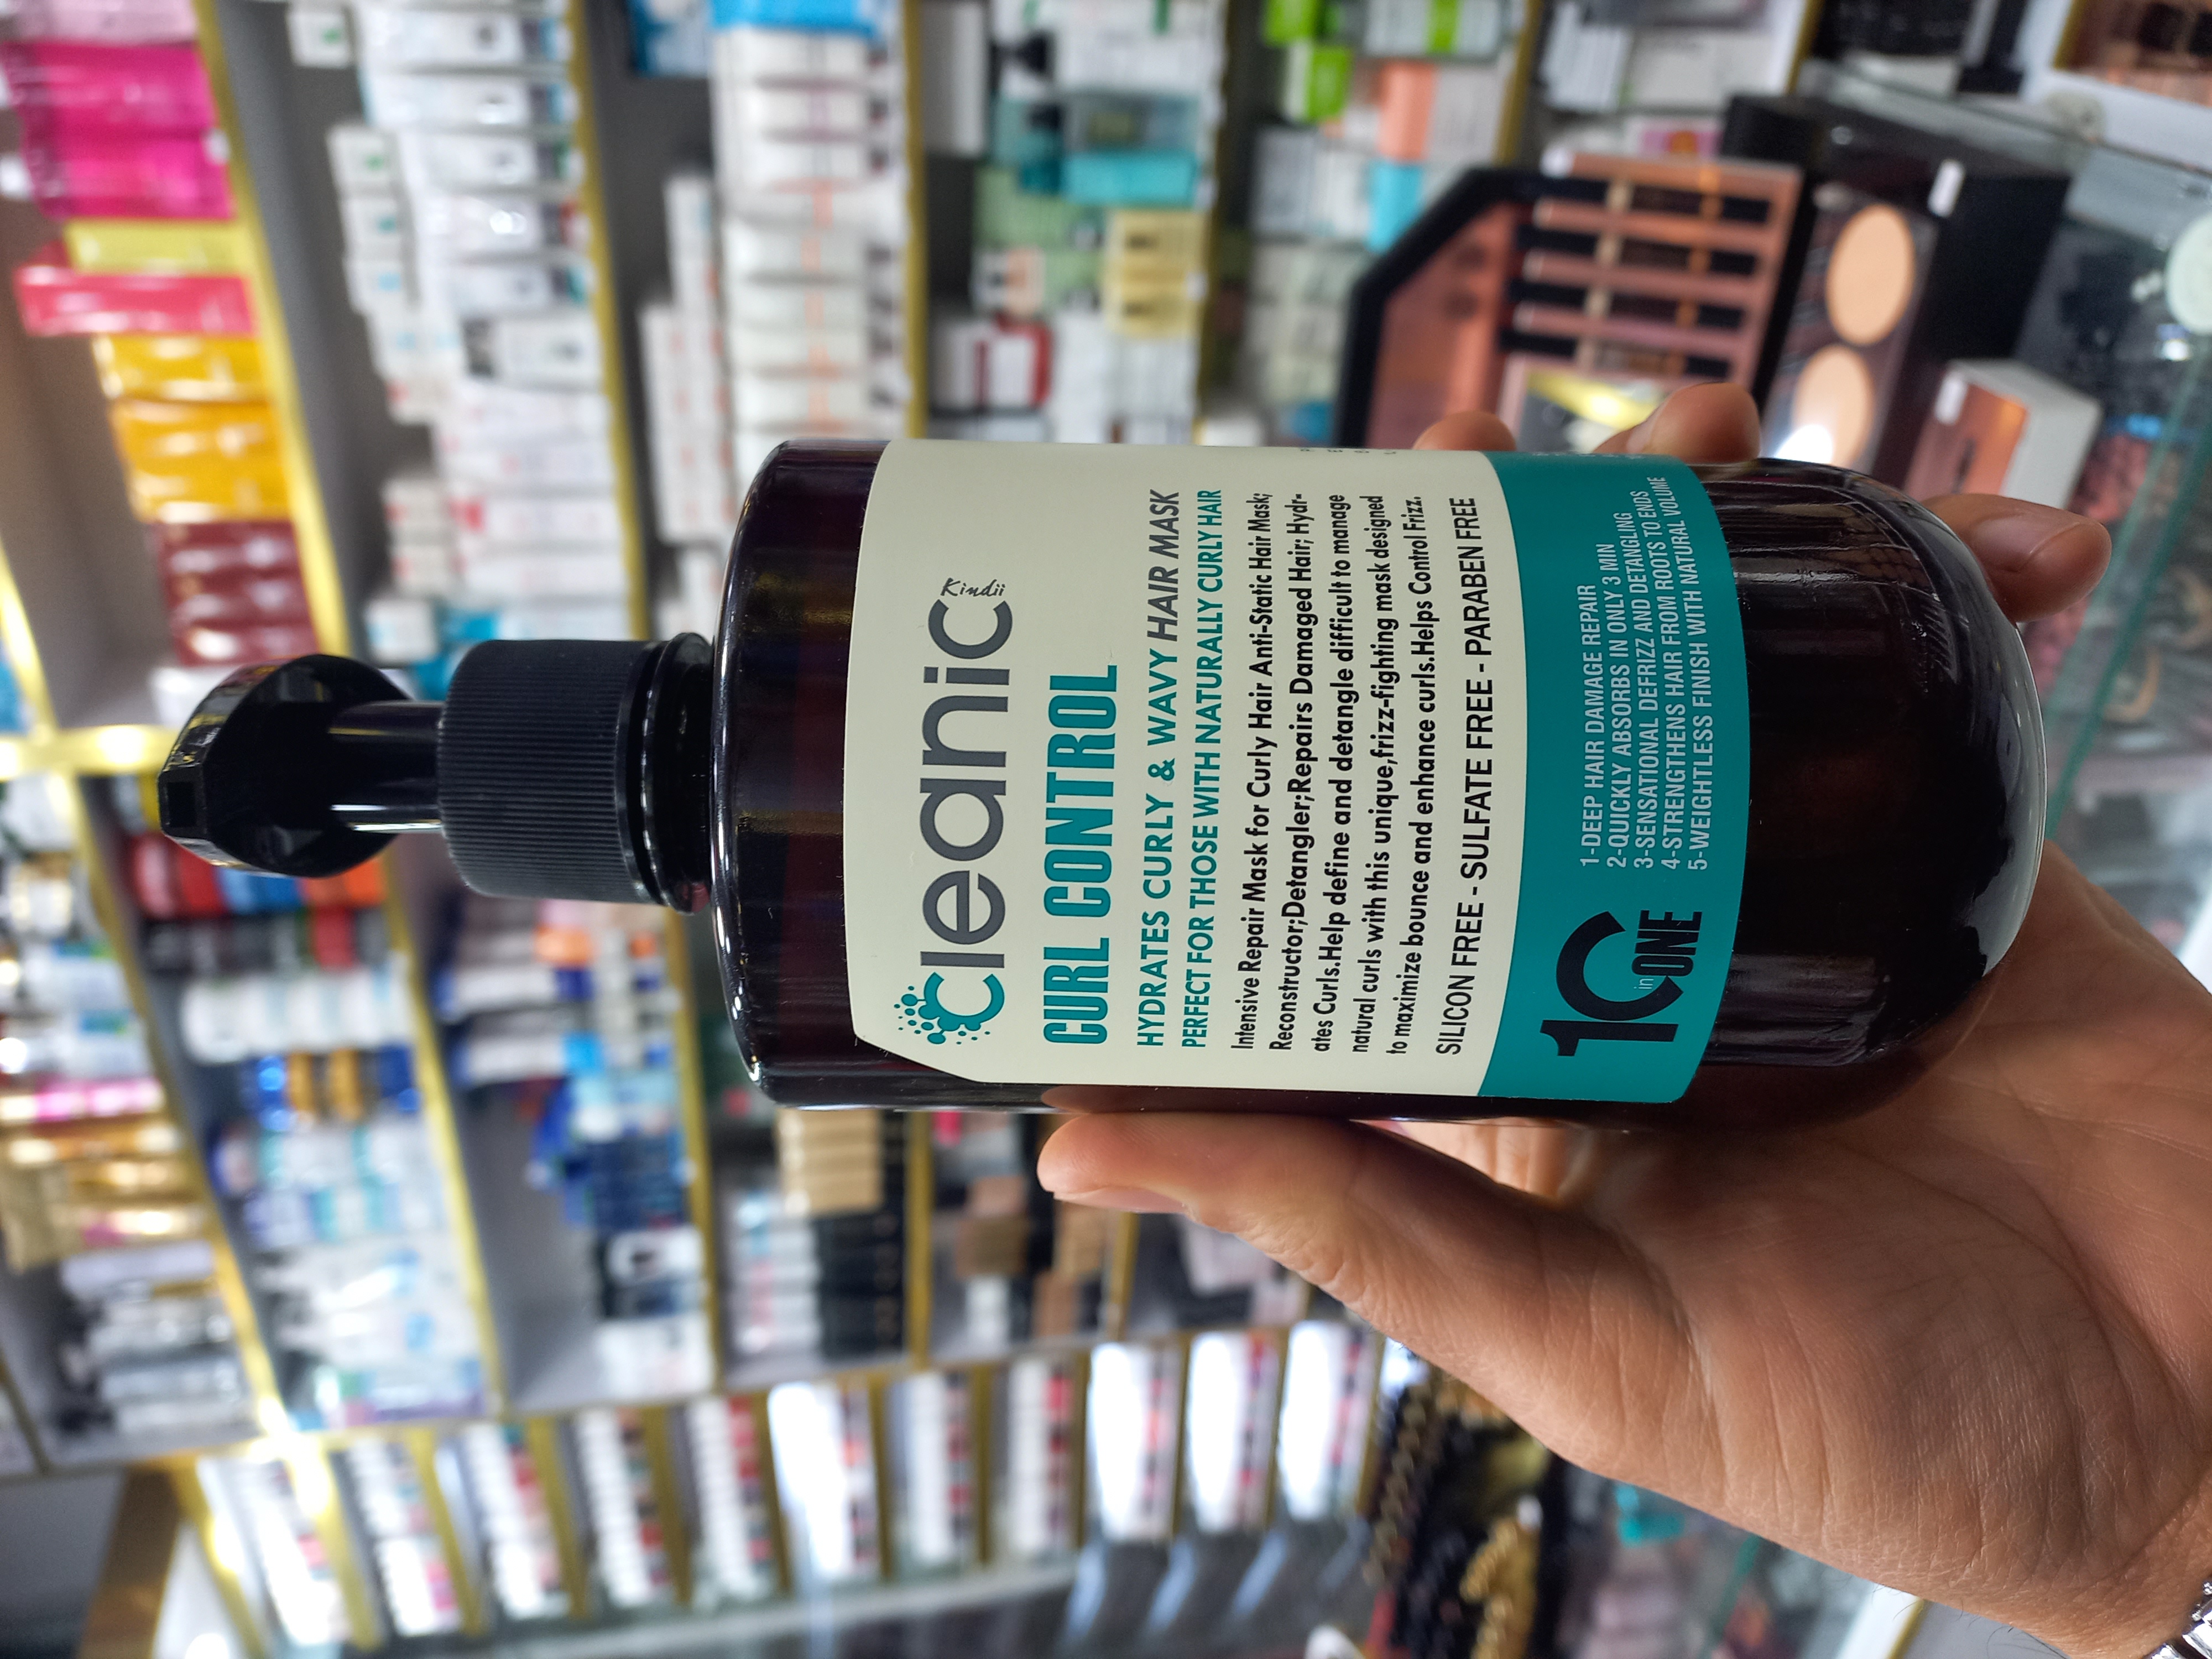 cleanic
Kindii
CURL CONTROL
HYDRATES CURLY & WAVY HAIR MASK
PERFECT FOR THOSE WITH NATURALLY CURLY HAIR
Intensive Repair Mask for Curly Hair Anti-Static Hair Mask;
Reconstructor;Detangler;Repairs Damaged Hair; Hydr-
ates Curls.Help define and detangle difficult to manage
natural curls with this unique,frizz-fighting mask designed
to maximize bounce and enhance curls.Helps Control Frizz.
SILICON FREE - SULFATE FREE - PARABEN FREE
10 in ONE
1-DEEP HAIR DAMAGE REPAIR
2-QUICKLY ABSORBS IN ONLY 3 MIN
3-SENSATIONAL DEFRIZZ AND DETANGLING
4-STRENGTHENS HAIR FROM ROOTS TO ENDS
5-WEIGHTLESS FINISH WITH NATURAL VOLUME